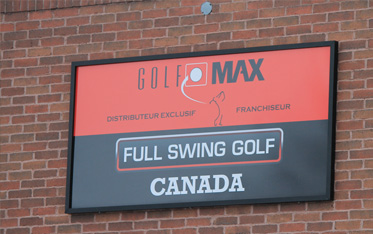 GOLF MAX
DISTRIBUTEUR EXCLUSIF FRANCHISEUR
FULL SWING GOLF
CANADA